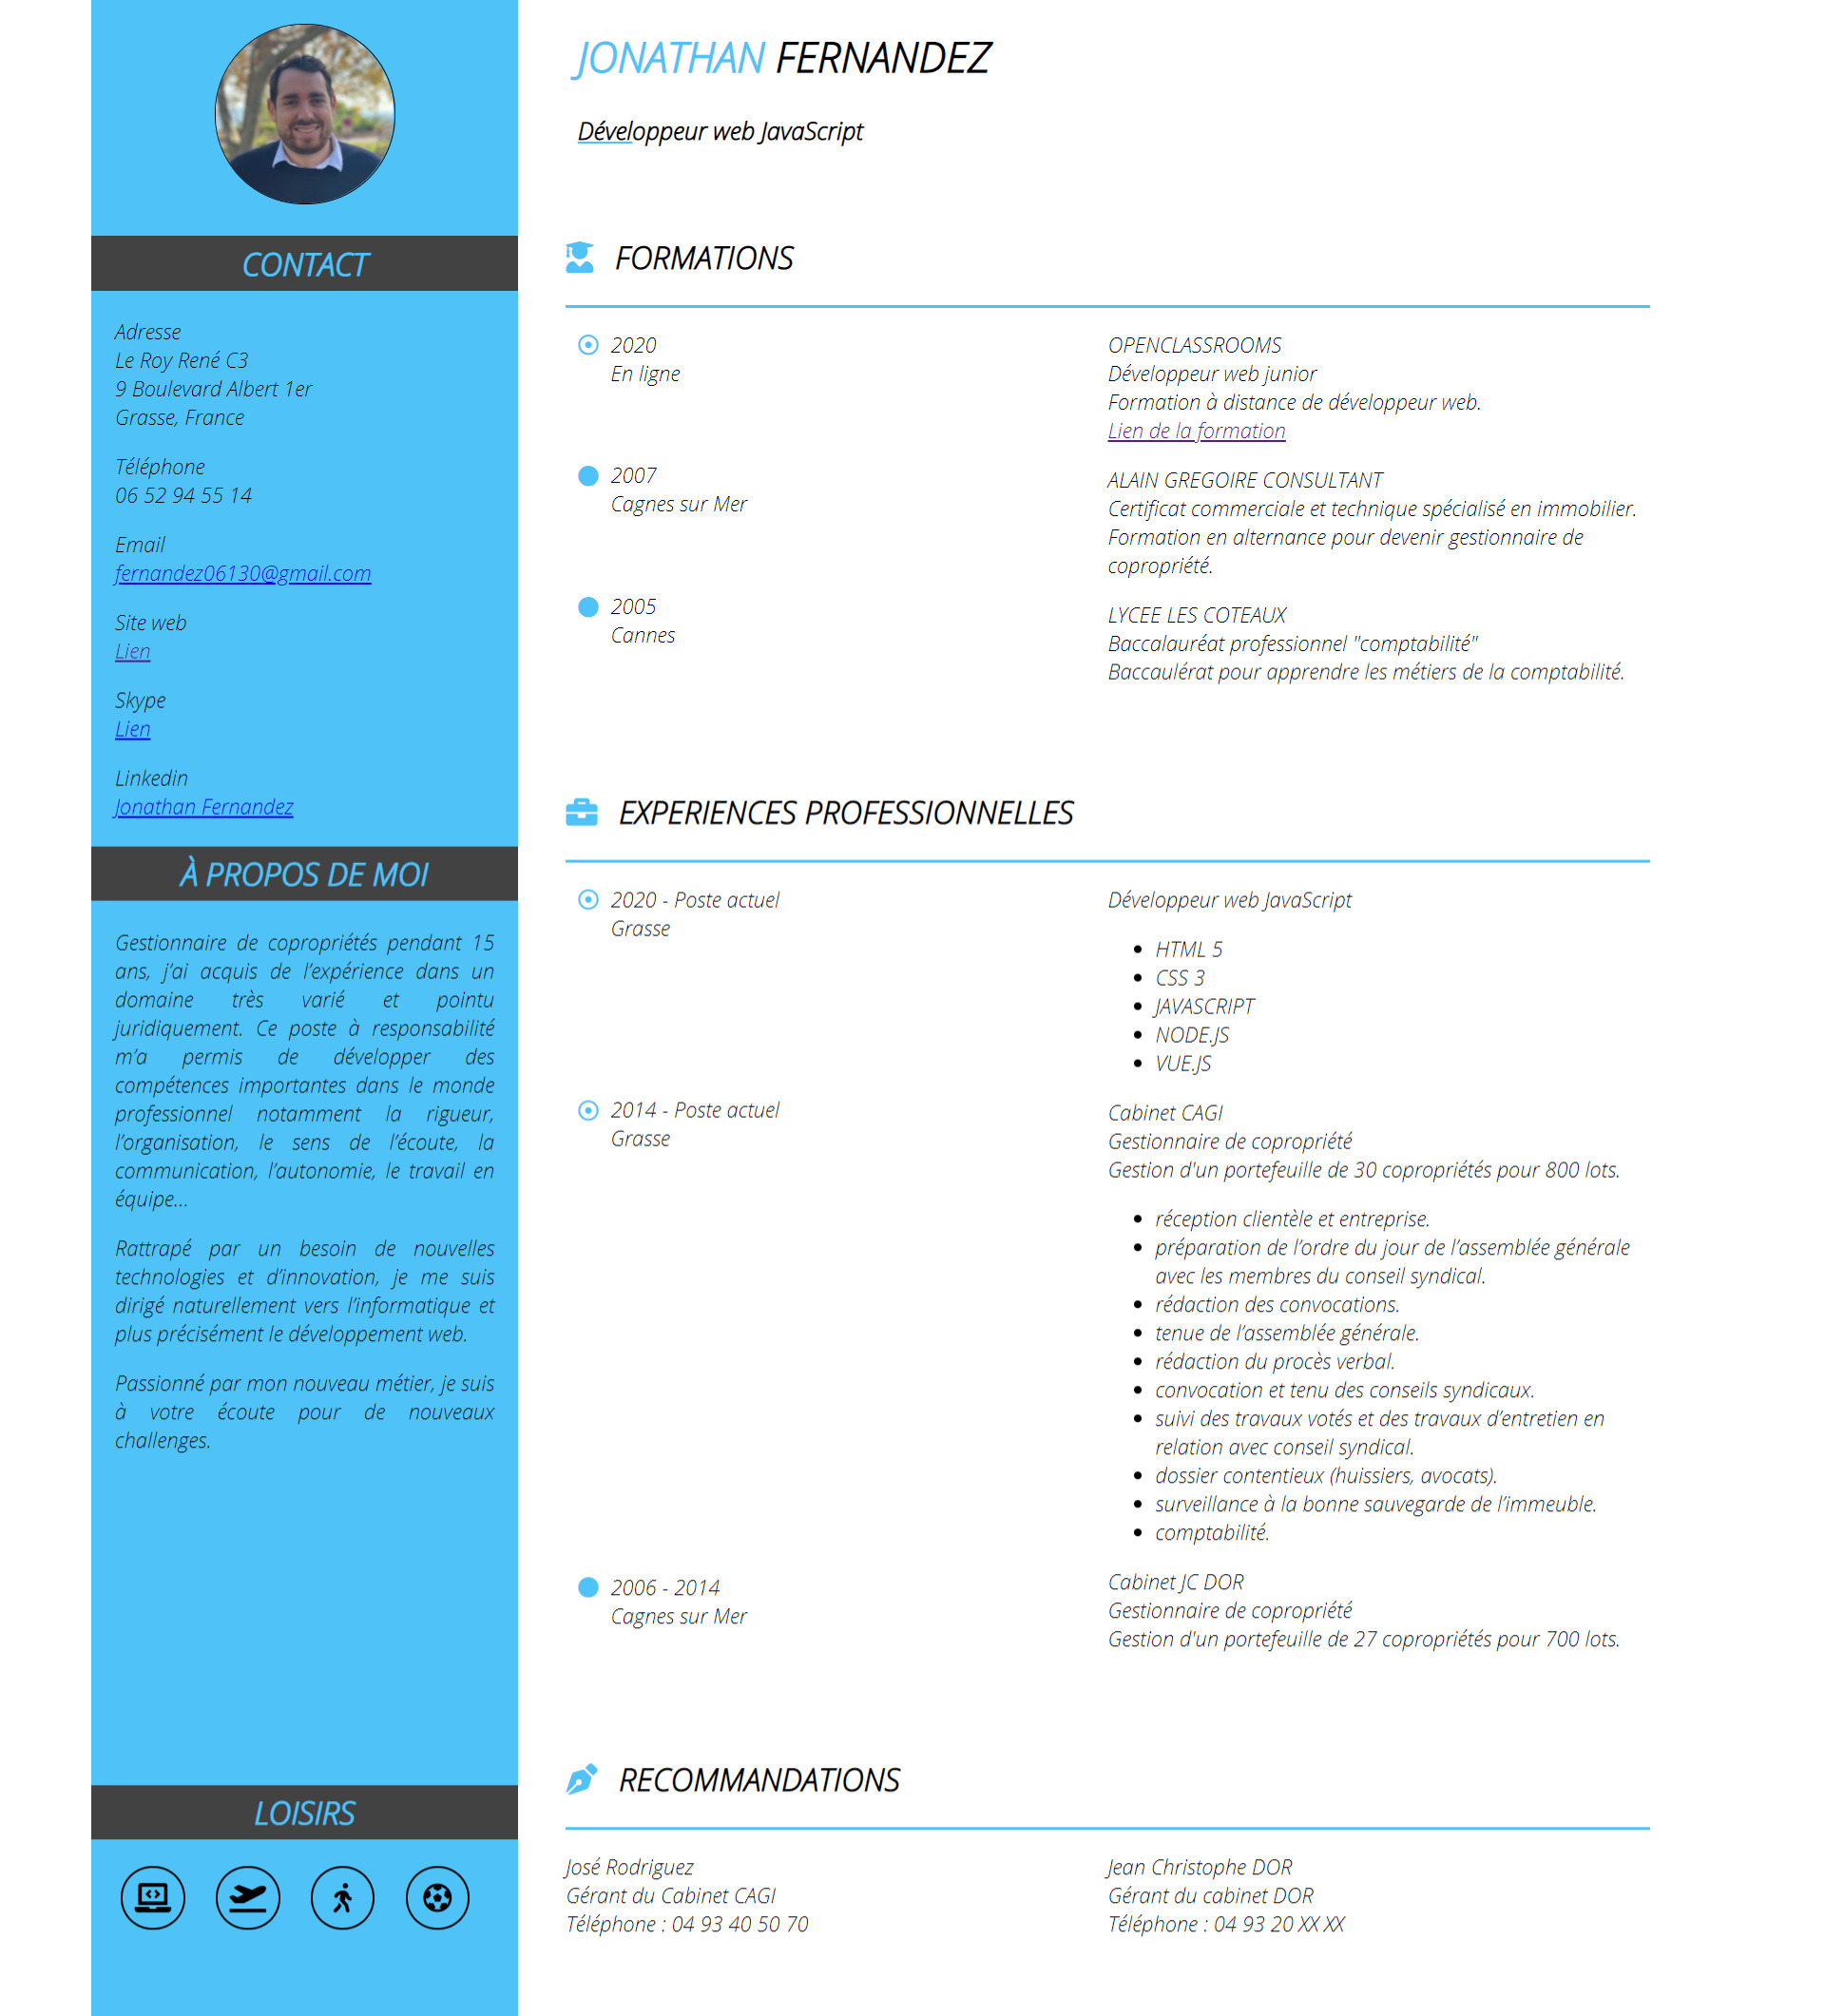 CONTACT
Adresse
Le Roy René C3
9 Boulevard Albert 1er
Grasse, France
Téléphone
06 52 94 55 14
Email
fernandez06130@gmail.com
Site web
Lien
Skype
Lien
Linkedin
Jonathan Fernandez
À PROPOS DE MOI
Gestionnaire de copropriétés pendant 15
ans, j’ai acquis de l’expérience dans un
domaine très varié et pointu
juridiquement. Ce poste à responsabilité
m’a permis de développer des
compétences importantes dans le monde
professionnel notamment la rigueur,
l’organisation, le sens de l’écoute, la
communication, l’autonomie, le travail en
équipe...
Rattrapé par un besoin de nouvelles
technologies et d’innovation, je me suis
dirigé naturellement vers l’informatique et
plus précisément le développement web.
Passionné par mon nouveau métier, je suis
à votre écoute pour de nouveaux
challenges.
LOISIRS
JONATHAN FERNANDEZ
Développeur web JavaScript
FORMATIONS
2020
En ligne
OPENCLASSROOMS
Développeur web junior
Formation à distance de développeur web.
Lien de la formation
2007
Cagnes sur Mer
ALAIN GREGOIRE CONSULTANT
Certificat commerciale et technique spécialisé en immobilier.
Formation en alternance pour devenir gestionnaire de
copropriété.
2005
Cannes
LYCEE LES COTEAUX
Baccalauréat professionnel "comptabilité"
Baccaulérat pour apprendre les métiers de la comptabilité.
EXPERIENCES PROFESSIONNELLES
2020 - Poste actuel
Grasse
Développeur web JavaScript
• HTML 5
• CSS 3
• JAVASCRIPT
• NODE.JS
• VUE.JS
2014 - Poste actuel
Grasse
Cabinet CAGI
Gestionnaire de copropriété
Gestion d'un portefeuille de 30 copropriétés pour 800 lots.
• réception clientèle et entreprise.
• préparation de l’ordre du jour de l’assemblée générale
avec les membres du conseil syndical.
• rédaction des convocations.
• tenue de l’assemblée générale.
• rédaction du procès verbal.
• convocation et tenu des conseils syndicaux.
• suivi des travaux votés et des travaux d’entretien en
relation avec conseil syndical.
• dossier contentieux (huissiers, avocats).
• surveillance à la bonne sauvegarde de l’immeuble.
• comptabilité.
2006 - 2014
Cagnes sur Mer
Cabinet JC DOR
Gestionnaire de copropriété
Gestion d'un portefeuille de 27 copropriétés pour 700 lots.
RECOMMANDATIONS
José Rodriguez
Gérant du Cabinet CAGI
Téléphone : 04 93 40 50 70
Jean Christophe DOR
Gérant du cabinet DOR
Téléphone : 04 93 20 XX XX